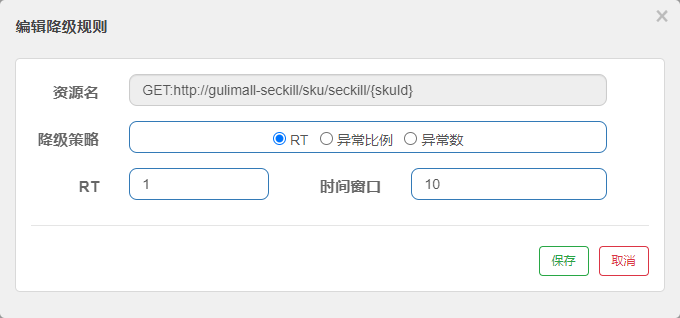 编辑降级规则
×
资源名 GET:http://gulimall-seckill/sku/seckill/{skuId}
降级策略 RT 异常比例 异常数
RT 1 时间窗口 10
保存 取消